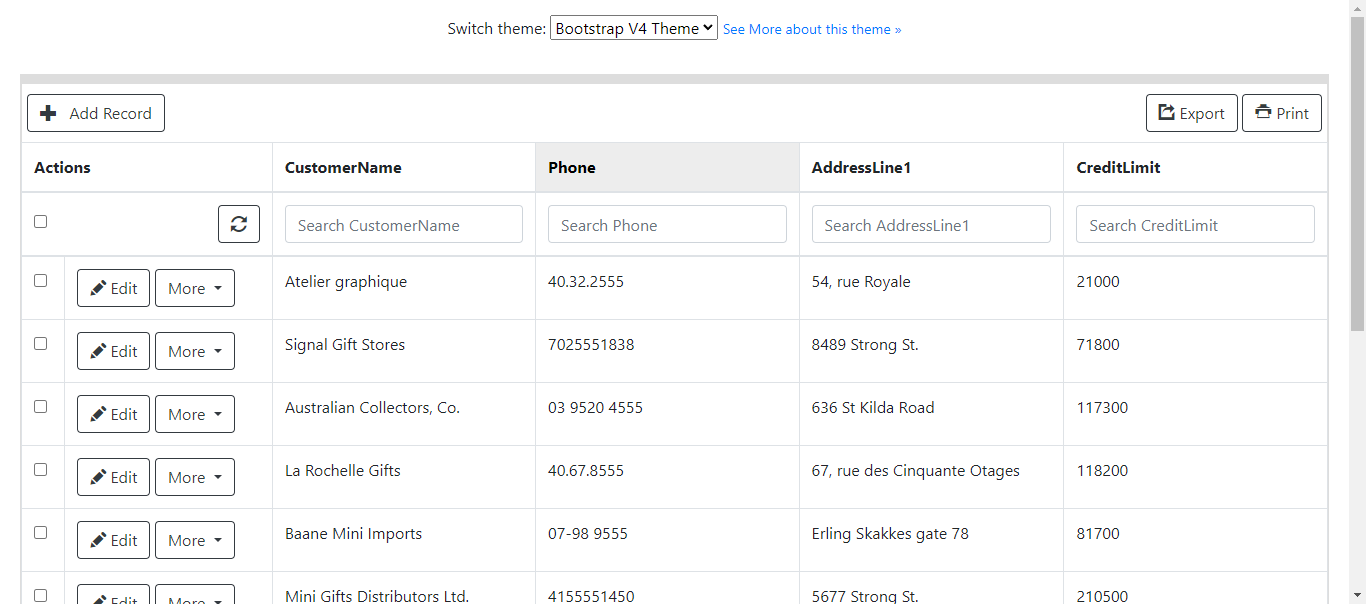 Switch theme: Bootstrap V4 Theme See More about this theme »
Add Record Export Print
Actions CustomerName Phone AddressLine1 CreditLimit
Search CustomerName Search Phone Search AddressLine1 Search CreditLimit
Edit More Atelier graphique 40.32.2555 54, rue Royale 21000
Edit More Signal Gift Stores 7025551838 8489 Strong St. 71800
Edit More Australian Collectors, Co. 03 9520 4555 636 St Kilda Road 117300
Edit More La Rochelle Gifts 40.67.8555 67, rue des Cinquante Otages 118200
Edit More Baane Mini Imports 07-98 9555 Erling Skakkes gate 78 81700
Edit More Mini Gifts Distributors Ltd. 4155551450 5677 Strong St. 210500